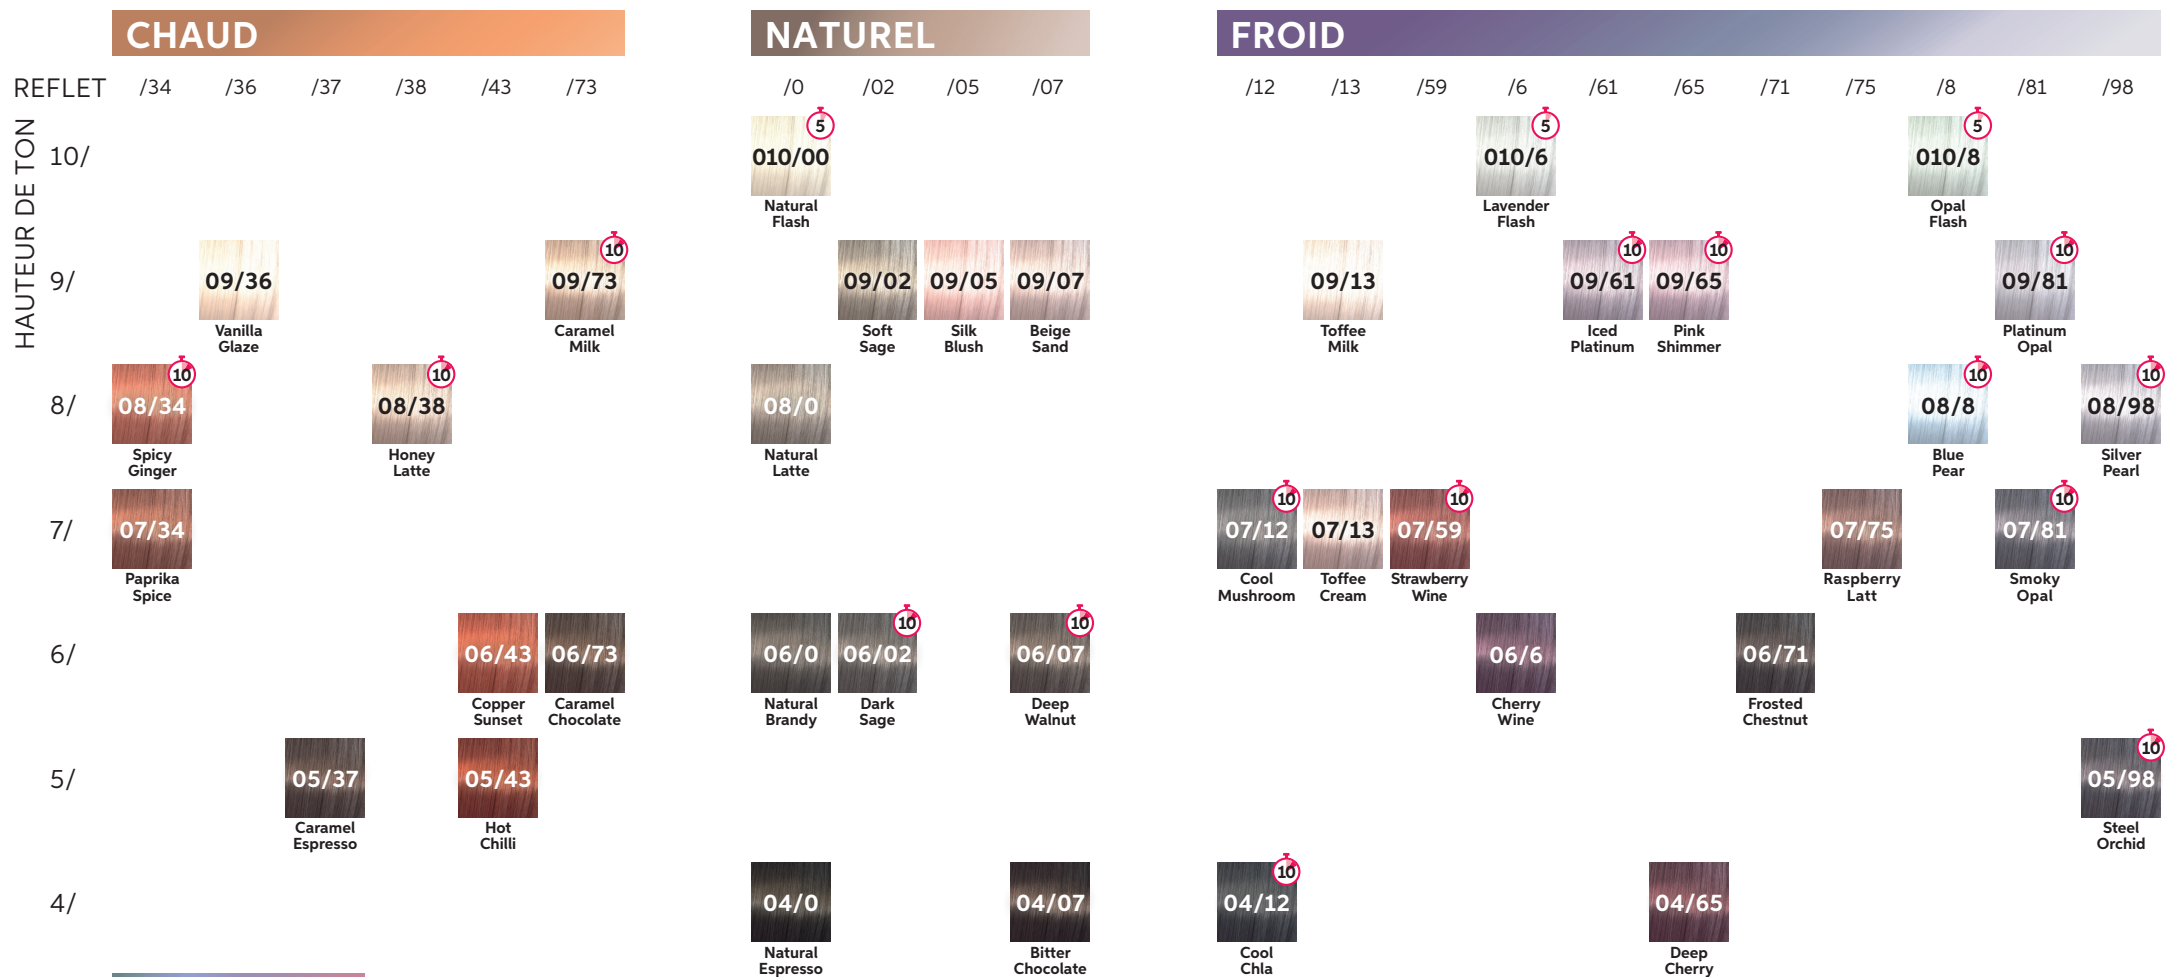 CHAUD NATUREL FROID
REFLET /34 /36 /37 /38 /43 /73 /0 /02 /05 /07 /12 /13 /59 /6 /61 /65 /71 /75 /8 /81 /98
HAUTEUR DE TON
10/
5 5 5
010/00 010/6 010/8
Natural Lavender Opal
Flash Flash Flash
9/
10 10 10 10
09/36 09/73 09/02 09/05 09/07 09/13 09/61 09/65 09/81
Vanilla Caramel Soft Silk Beige Toffee Iced Pink Platinum
Glaze Milk Sage Blush Sand Milk Platinum Shimmer Opal
8/
10 10 10 10
08/34 08/38 08/0 08/8 08/98
Spicy Honey Natural Blue Silver
Ginger Latte Latte Pear Pearl
7/
10 10 10
07/34 07/12 07/13 07/59 07/75 07/81
Paprika Cool Toffee Strawberry Raspberry Smoky
Spice Mushroom Cream Wine Latt Opal
6/
10 10
06/43 06/73 06/0 06/02 06/07 06/6 06/71
Copper Caramel Natural Dark Deep Cherry Frosted
Sunset Chocolate Brandy Sage Walnut Wine Chestnut
5/
10
05/37 05/43 05/98
Caramel Hot Steel
Espresso Chilli Orchid
4/
10
04/0 04/07 04/12 04/65
Natural Bitter Cool Deep
Espresso Chocolate Chla Cherry